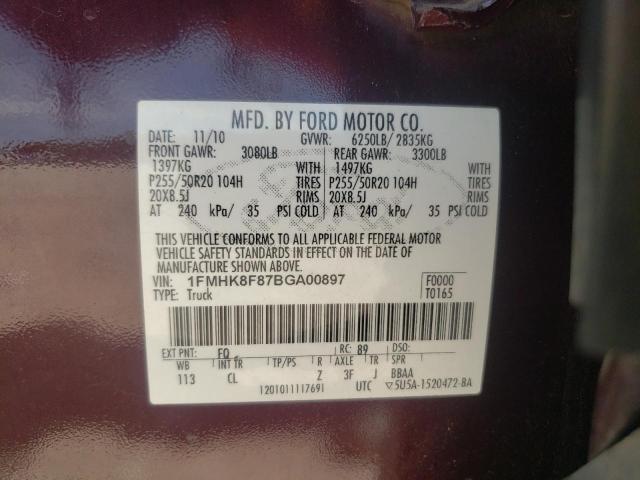 MFD. BY FORD MOTOR CO.
DATE: 11/10 GVWR: 6250LB/ 2835KG
FRONT GAWR: 3080LB REAR GAWR: 3300LB
1397KG WITH 1497KG WITH
P255/50R20 104H TIRES P255/50R20 104H TIRES
20X8.5J RIMS 20X8.5J RIMS
AT 240 kPa/ 35 PSI COLD AT 240 kPa/ 35 PSI COLD
THIS VEHICLE CONFORMS TO ALL APPLICABLE FEDERAL MOTOR
VEHICLE SAFETY STANDARDS IN EFFECT ON THE DATE OF
MANUFACTURE SHOWN ABOVE.
VIN: 1FMHK8F87BGA00897 F0000
TYPE: Truck T0165
EXT PNT: FQ RC: 89 DSO:
WB INT TR TP/PS R AXLE TR SPR
113 CL Z 3F J BBAA
1201011117691 UTC ▽5U5A-1520472-BA